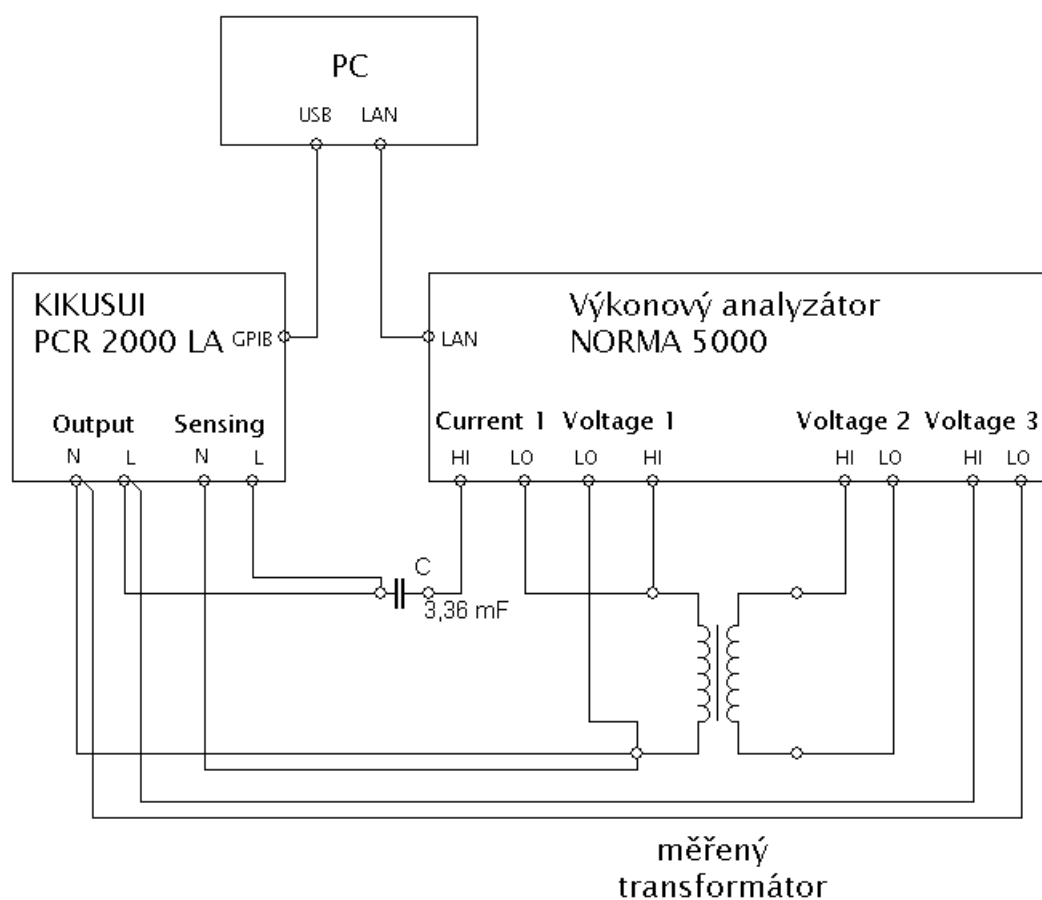 PC
USB LAN
KIKUSUI
PCR 2000 LA
GPIB
Output Sensing
N L N L
Výkonový analyzátor
NORMA 5000
LAN
Current 1 Voltage 1 Voltage 2 Voltage 3
HI LO LO HI HI LO HI LO
C
3,36 mF
měřený
transformátor